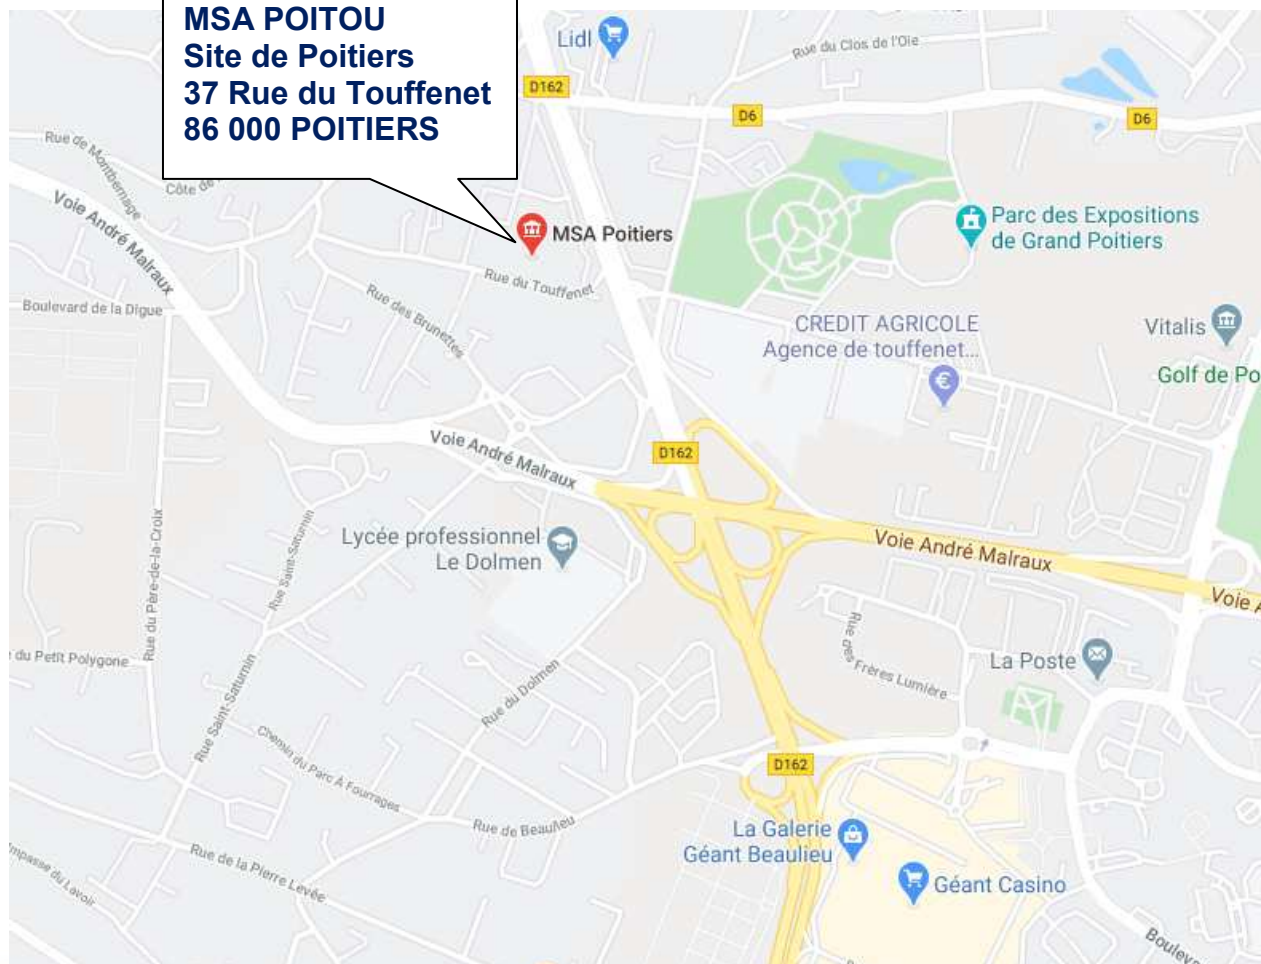 MSA POITOU
Site de Poitiers
37 Rue du Touffenet
86 000 POITIERS
Lidl
Rue du Clos de l'Oie
D162
D6
D6
Rue de Montbernage
Côte de
Voie André Malraux
MSA Poitiers
Parc des Expositions
de Grand Poitiers
Rue du Touffenet
Boulevard de la Digue
Rue des Brunettes
CREDIT AGRICOLE
Agence de touffenet...
Vitalis
Golf de Po
Voie André Malraux
D162
Lycée professionnel
Le Dolmen
Voie André Malraux
Voie A
Rue du Père-de-la-Croix
Rue Saint-Saturnin
Rue des Frères Lumière
La Poste
du Petit Polygone
Rue Saint-Saturnin
Rue du Dolmen
Chemin du Parc À Fourrages
D162
Rue de Beaulieu
La Galerie
Géant Beaulieu
Géant Casino
Rue de la Pierre Levée
Impasse du Lavoir
Bouleva